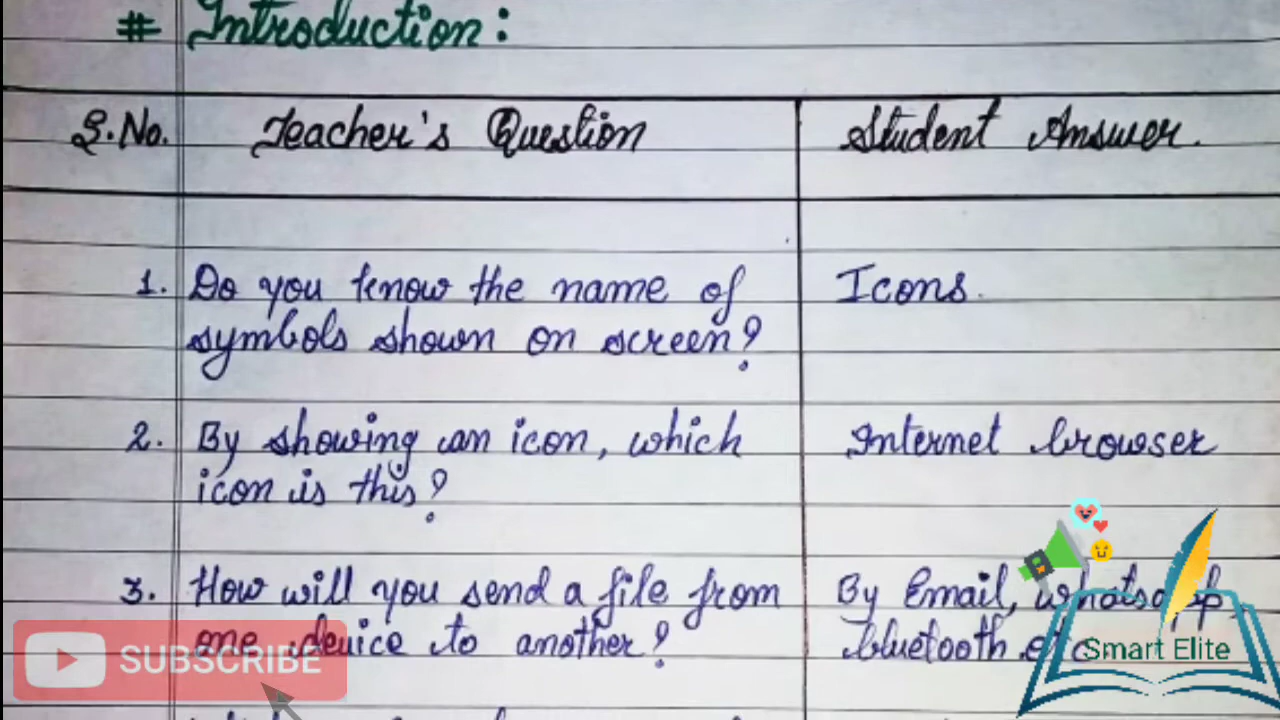 # Introduction:
S.No. Teacher's Question Student Answer.
1. Do you know the name of Icons.
symbols shown on screen?
2. By showing an icon, which Internet browser
icon is this?
3. How will you send a file from By Email, whatsapp,
one device to another? bluetooth etc
SUBSCRIBE
Smart Elite